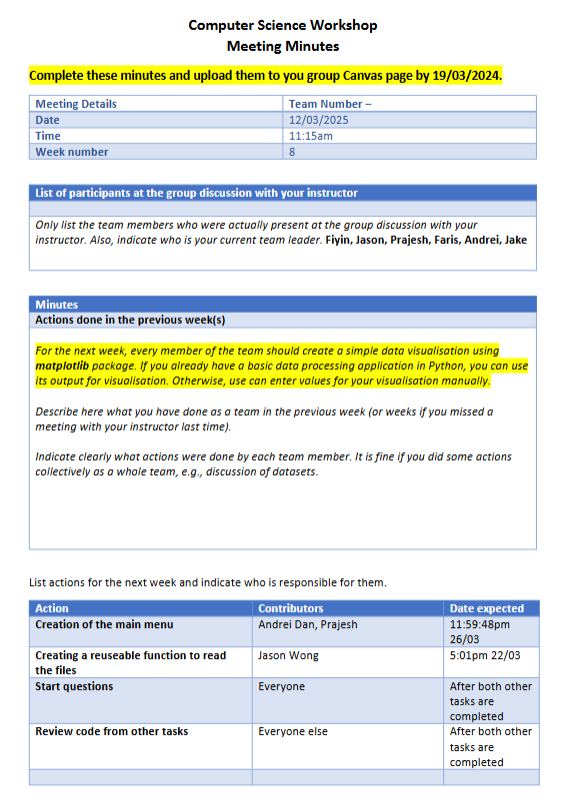 Computer Science Workshop
Meeting Minutes
Complete these minutes and upload them to you group Canvas page by 19/03/2024.
Meeting Details Team Number –
Date 12/03/2025
Time 11:15am
Week number 8
List of participants at the group discussion with your instructor
Only list the team members who were actually present at the group discussion with your
instructor. Also, indicate who is your current team leader. Fiyin, Jason, Prajesh, Faris, Andrei, Jake
Minutes
Actions done in the previous week(s)
For the next week, every member of the team should create a simple data visualisation using
matplotlib package. If you already have a basic data processing application in Python, you can use
its output for visualisation. Otherwise, use can enter values for your visualisation manually.
Describe here what you have done as a team in the previous week (or weeks if you missed a
meeting with your instructor last time).
Indicate clearly what actions were done by each team member. It is fine if you did some actions
collectively as a whole team, e.g., discussion of datasets.
List actions for the next week and indicate who is responsible for them.
Action Contributors Date expected
Creation of the main menu Andrei Dan, Prajesh 11:59:48pm
26/03
Creating a reuseable function to read Jason Wong 5:01pm 22/03
the files
Start questions Everyone After both other
tasks are
completed
Review code from other tasks Everyone else After both other
tasks are
completed